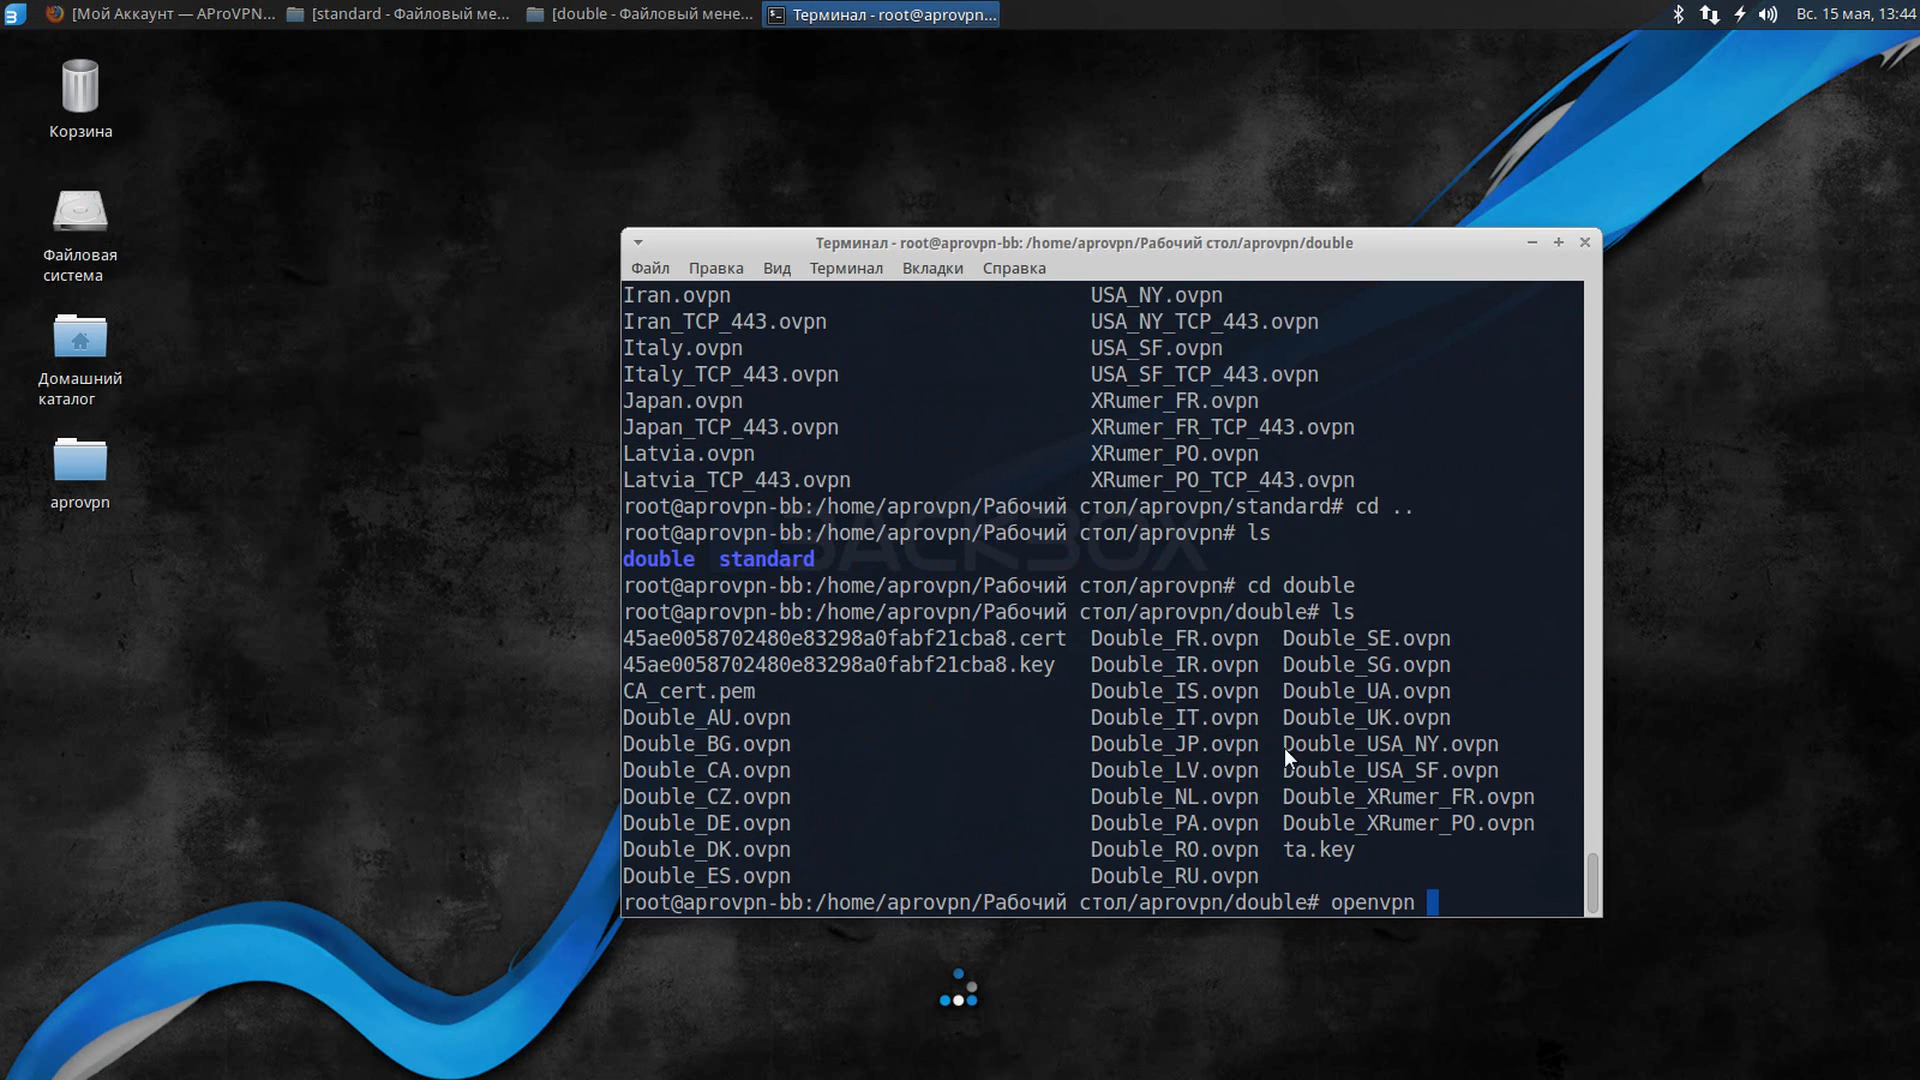 [Мой Аккаунт — AProVPN... [standard - Файловый ме... [double - Файловый мене... Терминал - root@aprovpn... Вс. 15 мая, 13:44
Корзина
Файловая
система
Домашний
каталог
aprovpn
Терминал - root@aprovpn-bb: /home/aprovpn/Рабочий стол/aprovpn/double
Файл Правка Вид Терминал Вкладки Справка
Iran.ovpn USA_NY.ovpn
Iran_TCP_443.ovpn USA_NY_TCP_443.ovpn
Italy.ovpn USA_SF.ovpn
Italy_TCP_443.ovpn USA_SF_TCP_443.ovpn
Japan.ovpn XRumer_FR.ovpn
Japan_TCP_443.ovpn XRumer_FR_TCP_443.ovpn
Latvia.ovpn XRumer_PO.ovpn
Latvia_TCP_443.ovpn XRumer_PO_TCP_443.ovpn
root@aprovpn-bb:/home/aprovpn/Рабочий стол/aprovpn/standard# cd ..
root@aprovpn-bb:/home/aprovpn/Рабочий стол/aprovpn# ls
double standard
root@aprovpn-bb:/home/aprovpn/Рабочий стол/aprovpn# cd double
root@aprovpn-bb:/home/aprovpn/Рабочий стол/aprovpn/double# ls
45ae0058702480e83298a0fabf21cba8.cert Double_FR.ovpn Double_SE.ovpn
45ae0058702480e83298a0fabf21cba8.key Double_IR.ovpn Double_SG.ovpn
CA_cert.pem Double_IS.ovpn Double_UA.ovpn
Double_AU.ovpn Double_IT.ovpn Double_UK.ovpn
Double_BG.ovpn Double_JP.ovpn Double_USA_NY.ovpn
Double_CA.ovpn Double_LV.ovpn Double_USA_SF.ovpn
Double_CZ.ovpn Double_NL.ovpn Double_XRumer_FR.ovpn
Double_DE.ovpn Double_PA.ovpn Double_XRumer_PO.ovpn
Double_DK.ovpn Double_RO.ovpn ta.key
Double_ES.ovpn Double_RU.ovpn
root@aprovpn-bb:/home/aprovpn/Рабочий стол/aprovpn/double# openvpn
BACKBOX